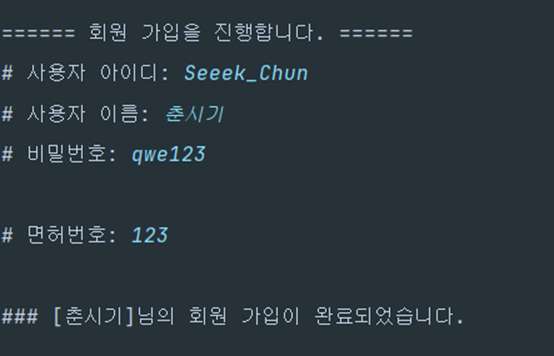 ====== 회원 가입을 진행합니다. ======
# 사용자 아이디: Seeek_Chun
# 사용자 이름: 춘시기
# 비밀번호: qwe123
# 면허번호: 123
### [춘시기]님의 회원 가입이 완료되었습니다.